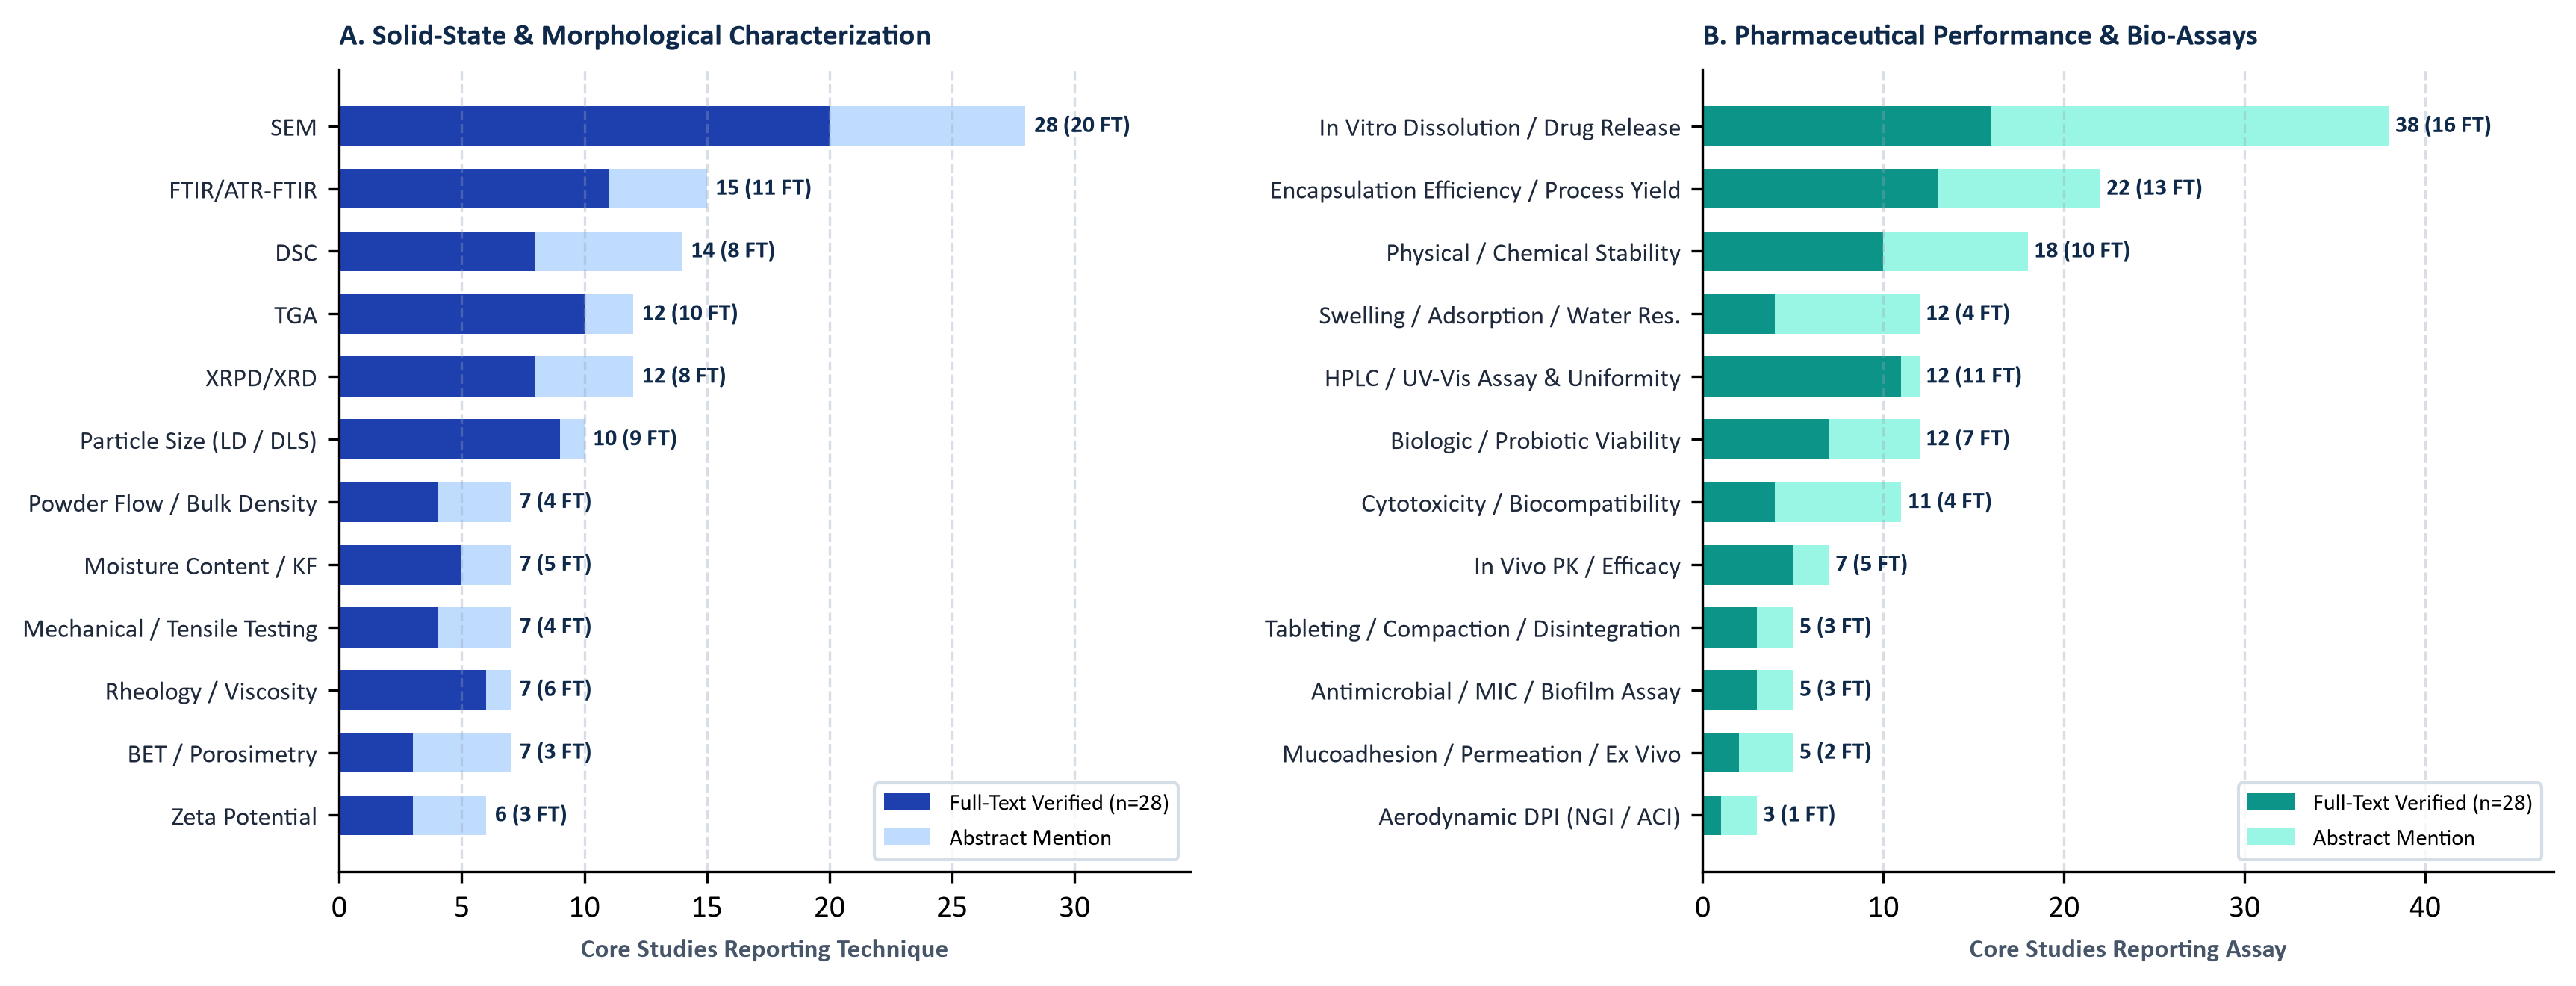 A. Solid-State & Morphological Characterization
SEM
28 (20 FT)
FTIR/ATR-FTIR
15 (11 FT)
DSC
14 (8 FT)
TGA
12 (10 FT)
XRPD/XRD
12 (8 FT)
Particle Size (LD / DLS)
10 (9 FT)
Powder Flow / Bulk Density
7 (4 FT)
Moisture Content / KF
7 (5 FT)
Mechanical / Tensile Testing
7 (4 FT)
Rheology / Viscosity
7 (6 FT)
BET / Porosimetry
7 (3 FT)
Zeta Potential
6 (3 FT)
Full-Text Verified (n=28)
Abstract Mention
0 5 10 15 20 25 30
Core Studies Reporting Technique
B. Pharmaceutical Performance & Bio-Assays
In Vitro Dissolution / Drug Release
38 (16 FT)
Encapsulation Efficiency / Process Yield
22 (13 FT)
Physical / Chemical Stability
18 (10 FT)
Swelling / Adsorption / Water Res.
12 (4 FT)
HPLC / UV-Vis Assay & Uniformity
12 (11 FT)
Biologic / Probiotic Viability
12 (7 FT)
Cytotoxicity / Biocompatibility
11 (4 FT)
In Vivo PK / Efficacy
7 (5 FT)
Tableting / Compaction / Disintegration
5 (3 FT)
Antimicrobial / MIC / Biofilm Assay
5 (3 FT)
Mucoadhesion / Permeation / Ex Vivo
5 (2 FT)
Aerodynamic DPI (NGI / ACI)
3 (1 FT)
Full-Text Verified (n=28)
Abstract Mention
0 10 20 30 40
Core Studies Reporting Assay